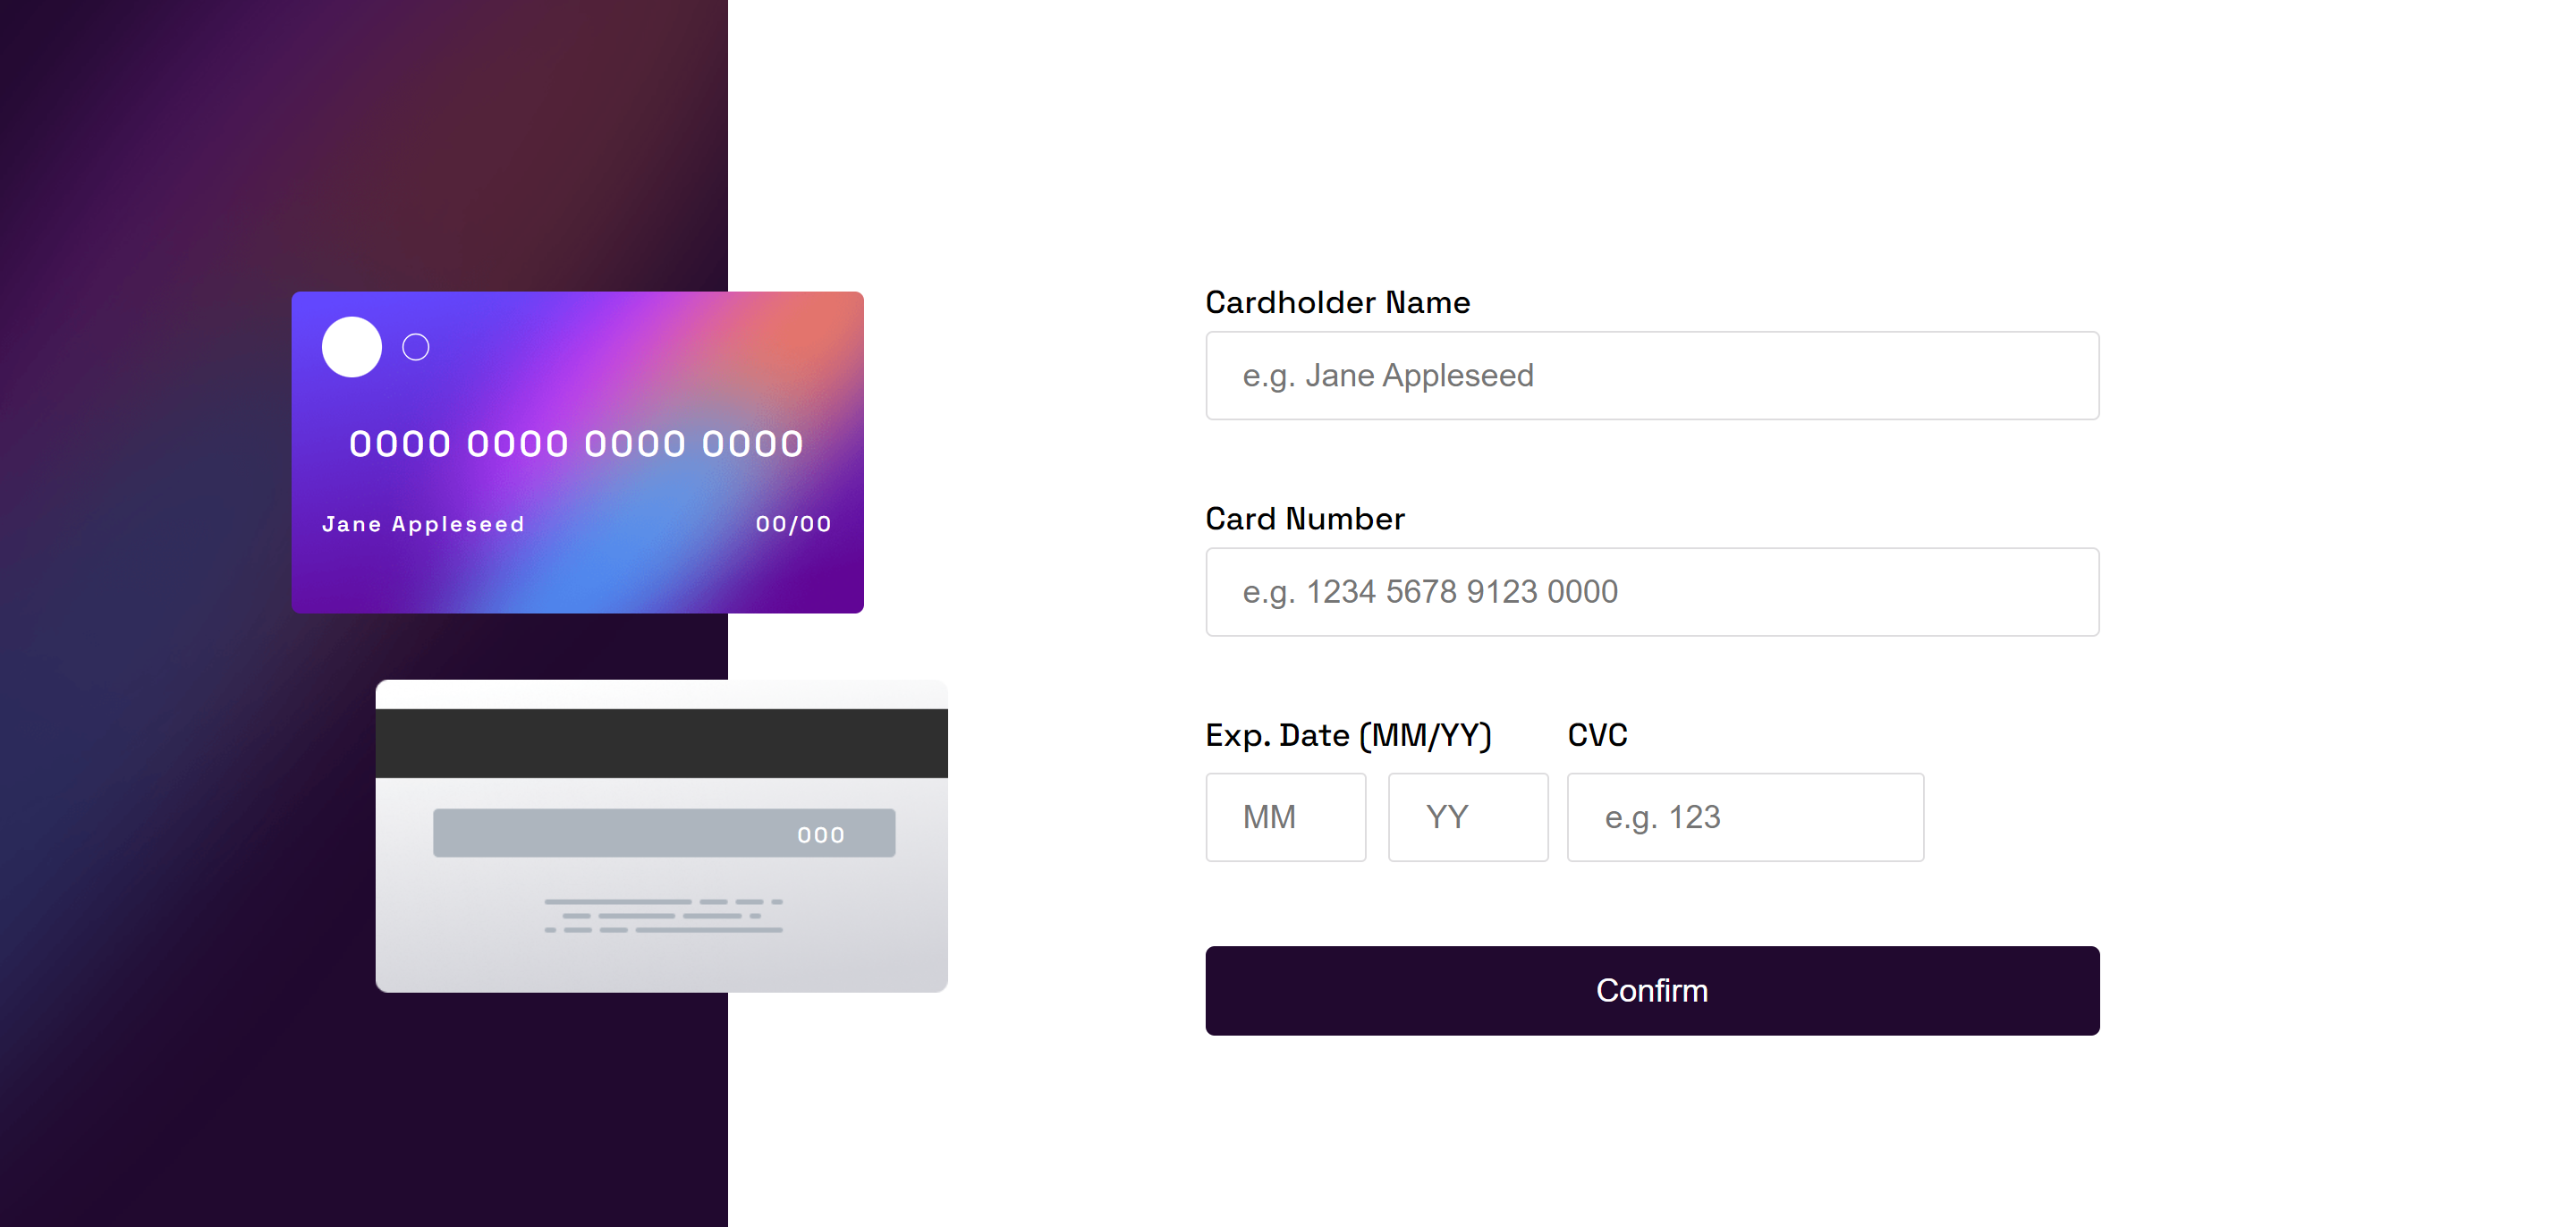 0000 0000 0000 0000
Jane Appleseed 00/00
000
Cardholder Name
e.g. Jane Appleseed
Card Number
e.g. 1234 5678 9123 0000
Exp. Date (MM/YY) CVC
MM YY e.g. 123
Confirm